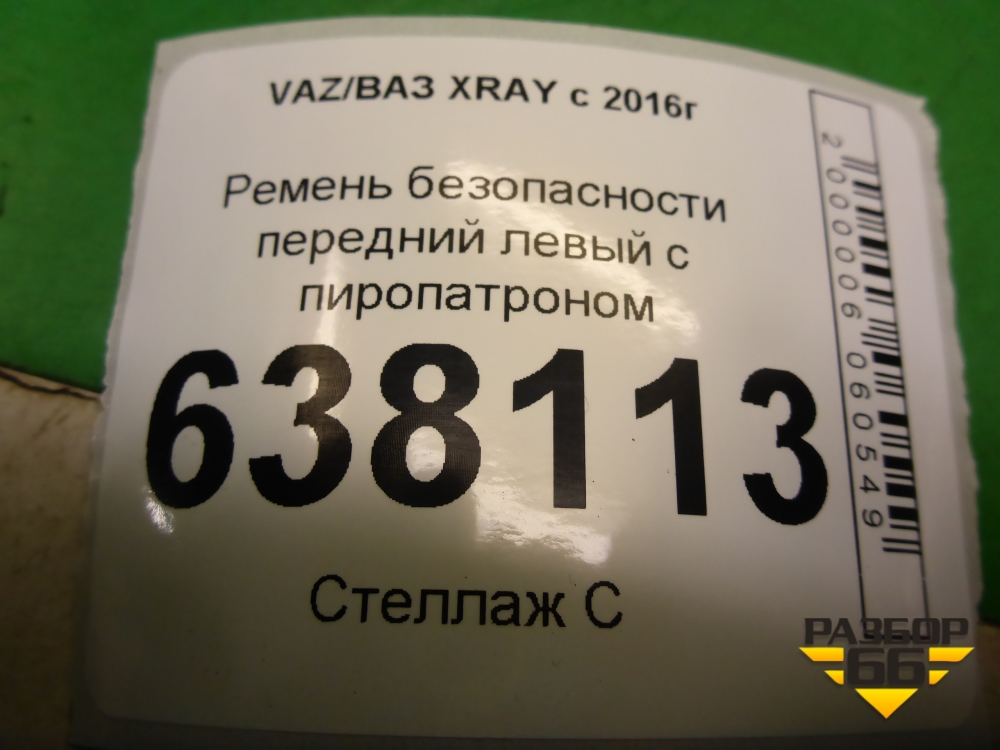 VAZ/ВАЗ XRAY с 2016г
Ремень безопасности
передний левый с
пиропатроном
638113
Стеллаж С
2000006060549
РАЗБОР
66